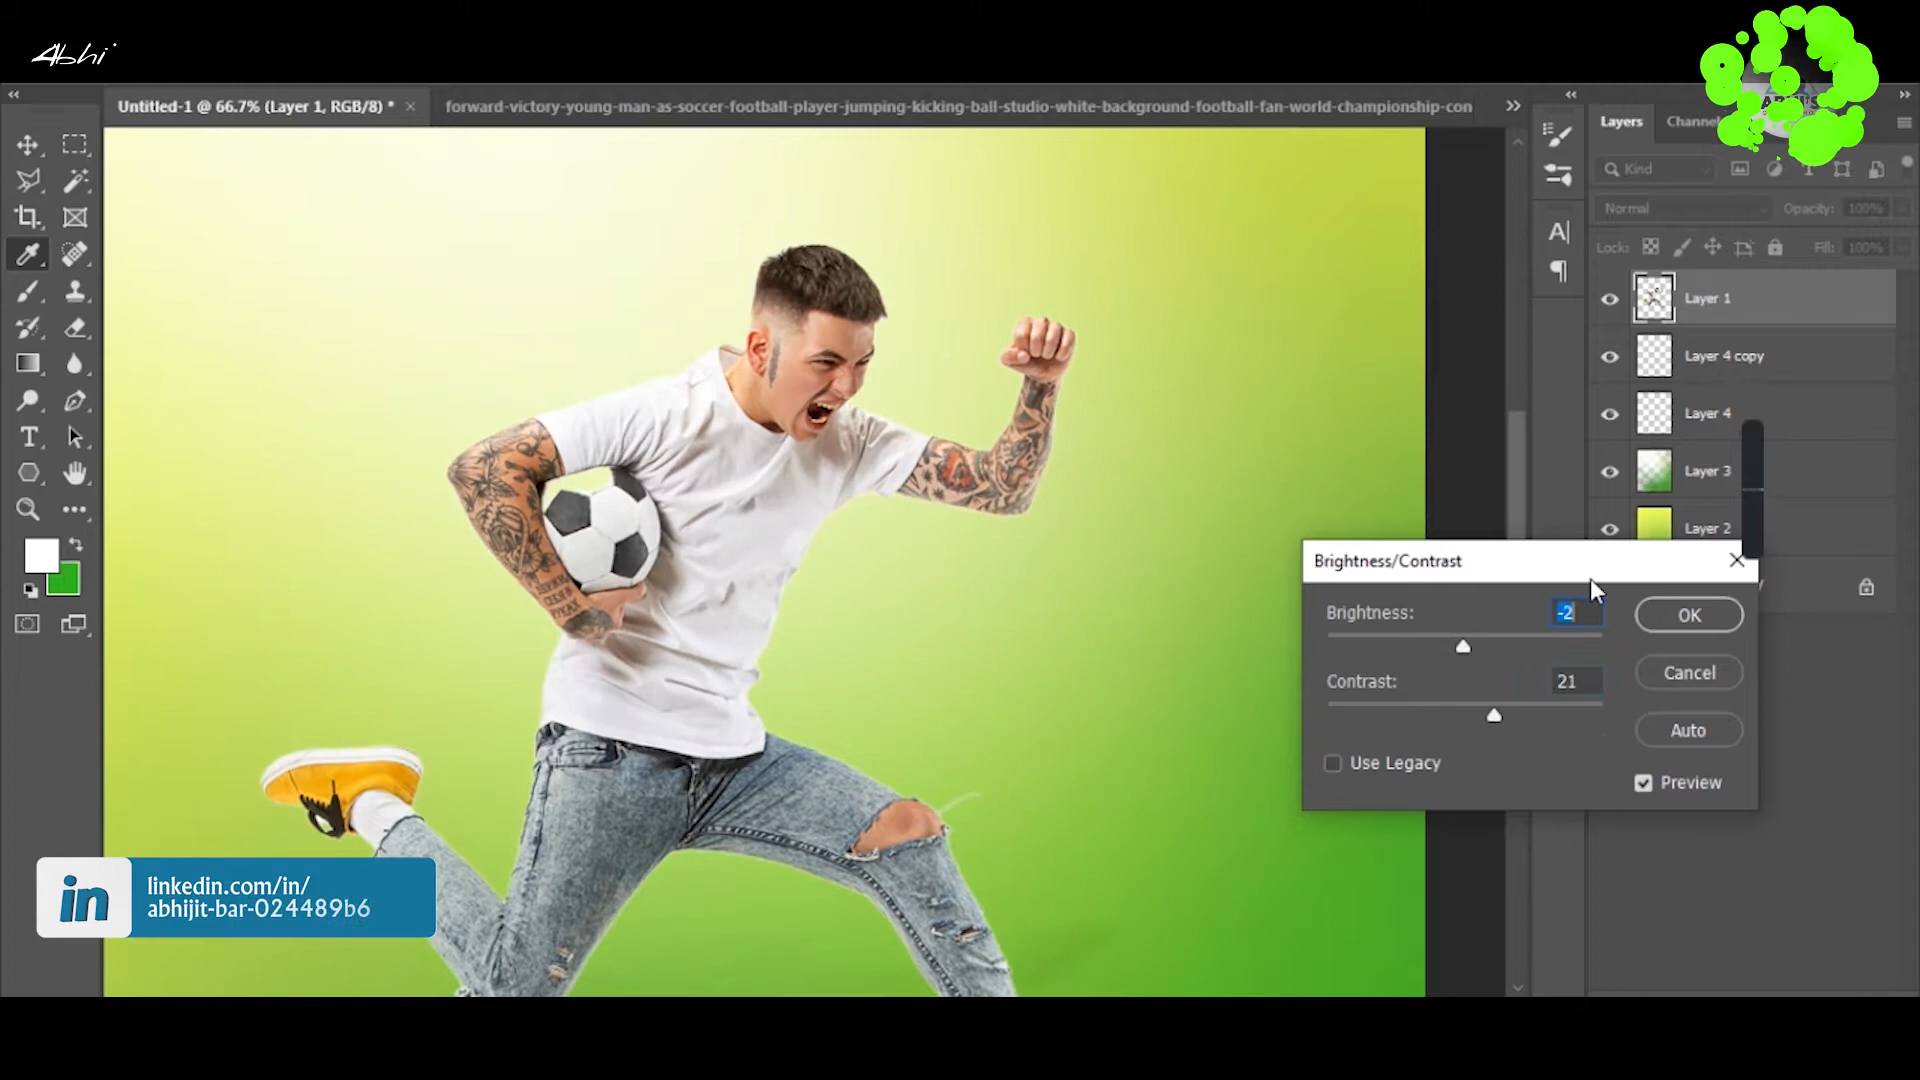 Abhi
Untitled-1 @ 66.7% (Layer 1, RGB/8) *
forward-victory-young-man-as-soccer-football-player-jumping-kicking-ball-studio-white-background-football-fan-world-championship-con
Layers
Channel
Kind
Normal
Opacity: 100%
Lock:
Fill: 100%
Layer 1
Layer 4 copy
Layer 4
Layer 3
Layer 2
Brightness/Contrast
Brightness: -2
OK
Contrast: 21
Cancel
Auto
Use Legacy
Preview
in
linkedin.com/in/
abhijit-bar-024489b6